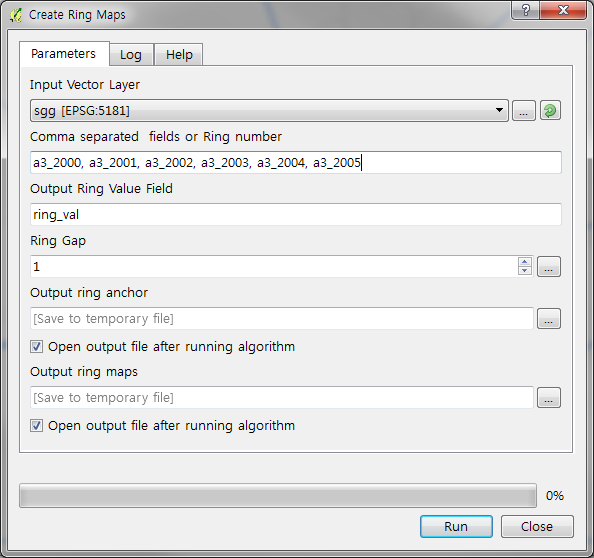 Create Ring Maps
Parameters
Log
Help
Input Vector Layer
sgg [EPSG:5181]
...
Comma separated  fields or Ring number
a3_2000, a3_2001, a3_2002, a3_2003, a3_2004, a3_2005
Output Ring Value Field
ring_val
Ring Gap
1
...
Output ring anchor
[Save to temporary file]
...
Open output file after running algorithm
Output ring maps
[Save to temporary file]
...
Open output file after running algorithm
0%
Run
Close